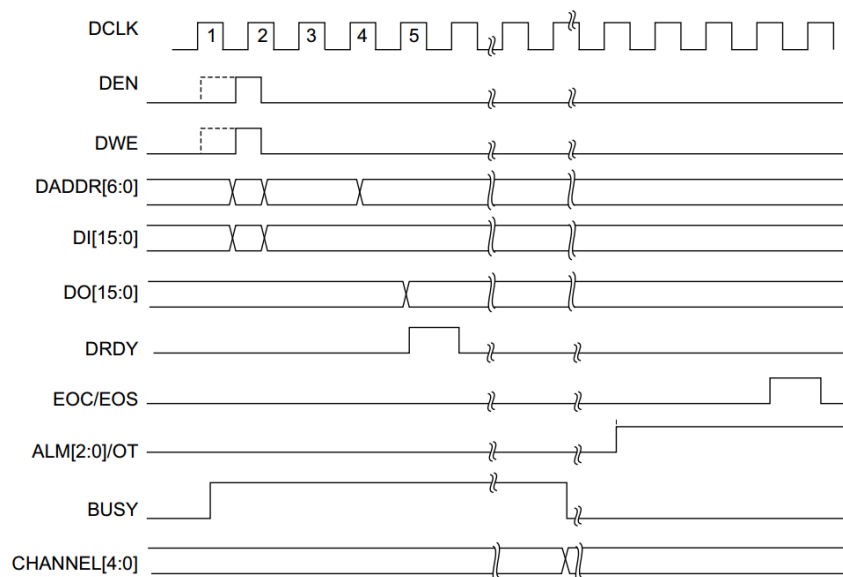 DCLK 1 2 3 4 5
DEN
DWE
DADDR[6:0]
DI[15:0]
DO[15:0]
DRDY
EOC/EOS
ALM[2:0]/OT
BUSY
CHANNEL[4:0]